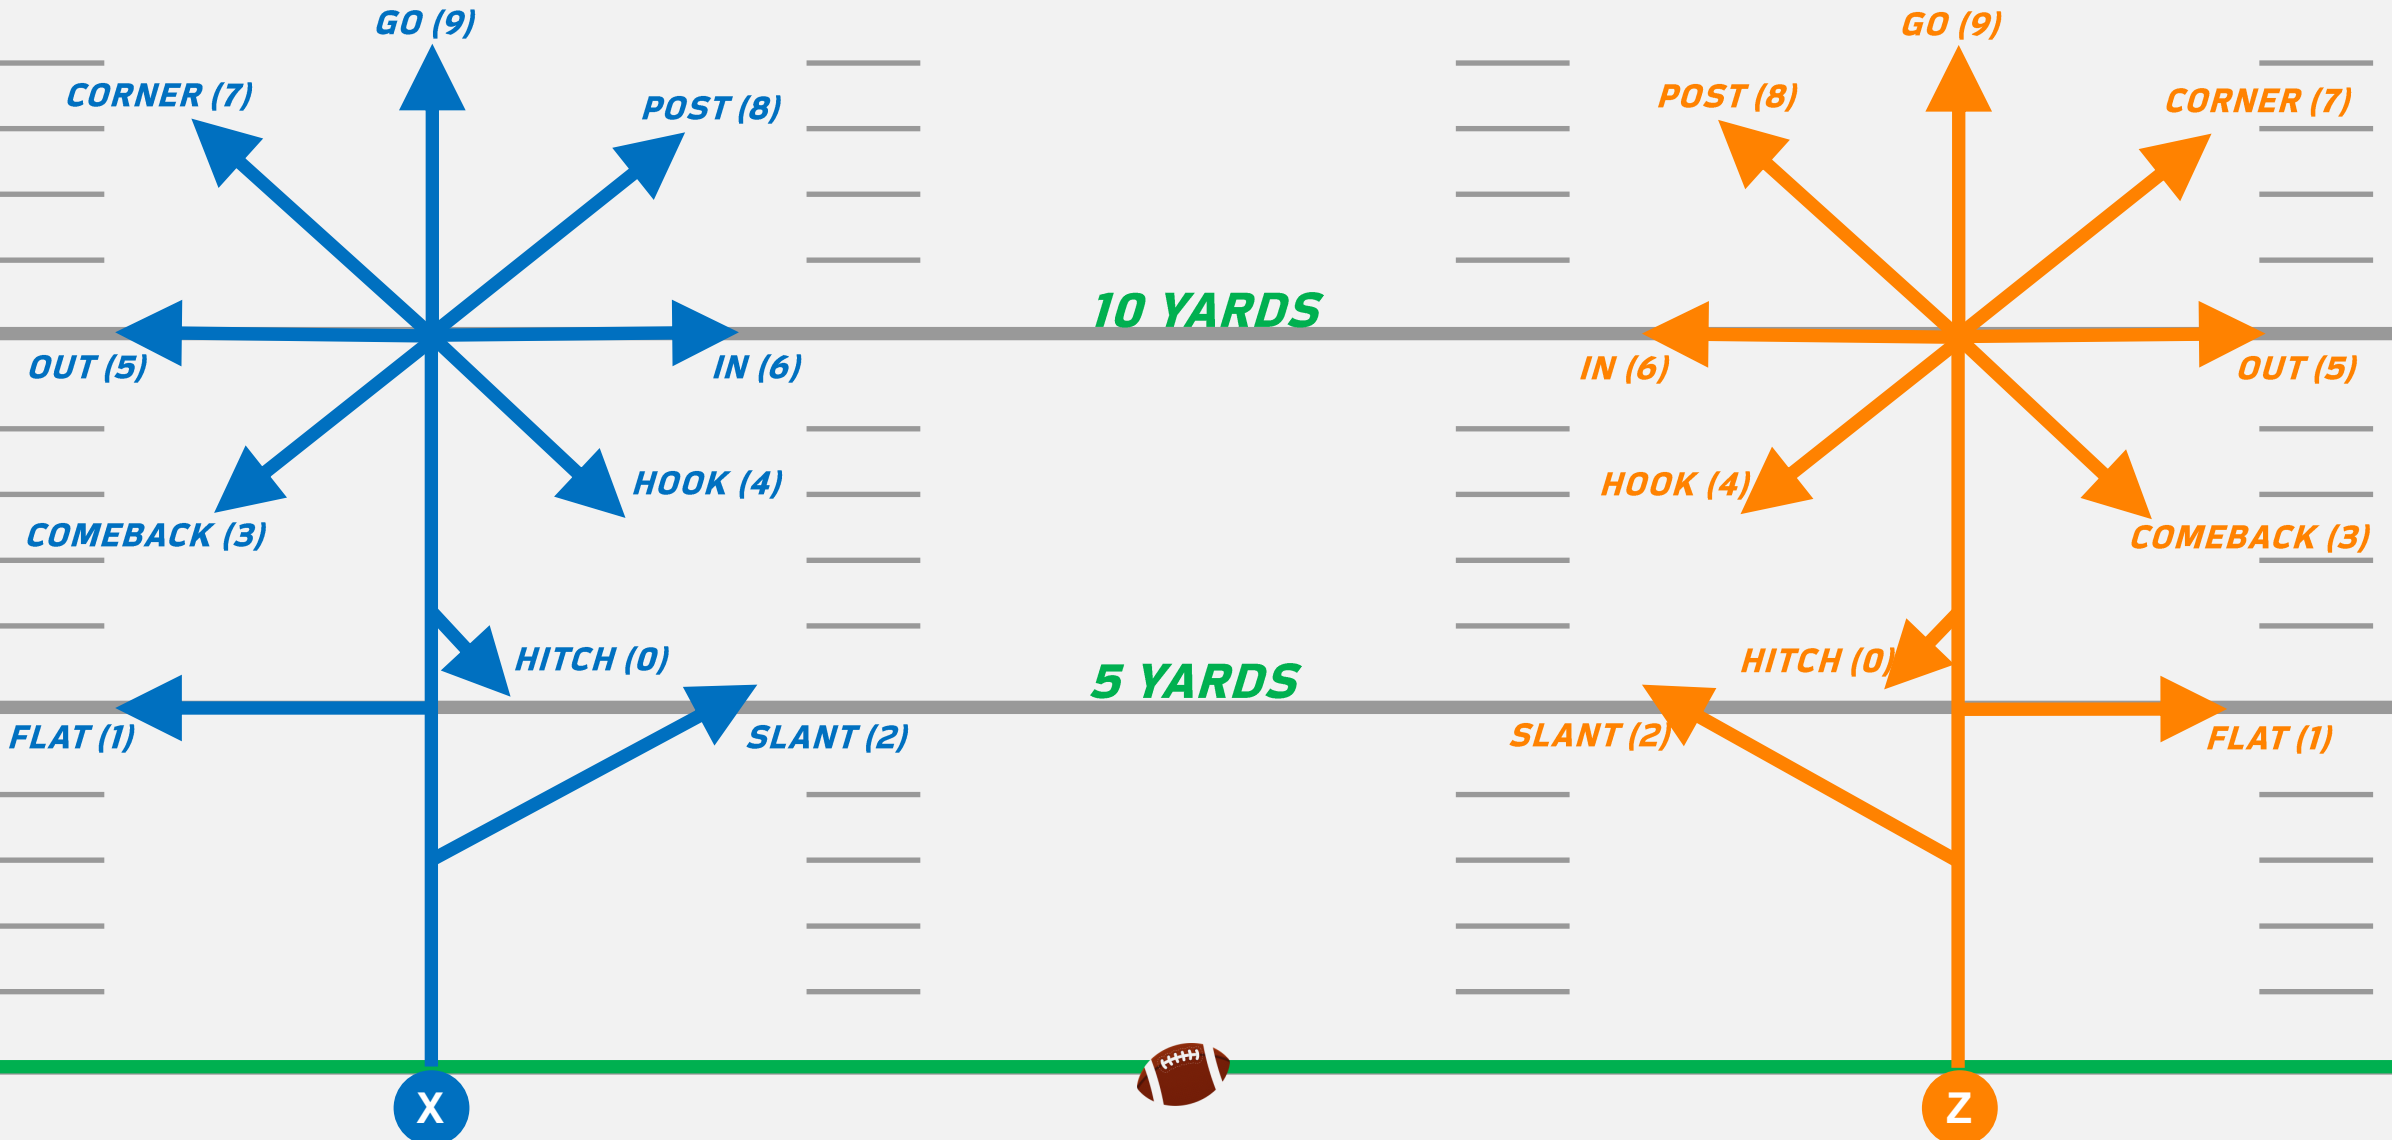 GO (9)
GO (9)
CORNER (7)
POST (8)
POST (8)
CORNER (7)
10 YARDS
OUT (5)
IN (6)
IN (6)
OUT (5)
HOOK (4)
HOOK (4)
COMEBACK (3)
COMEBACK (3)
HITCH (0)
HITCH (0)
5 YARDS
FLAT (1)
SLANT (2)
SLANT (2)
FLAT (1)
X
Z